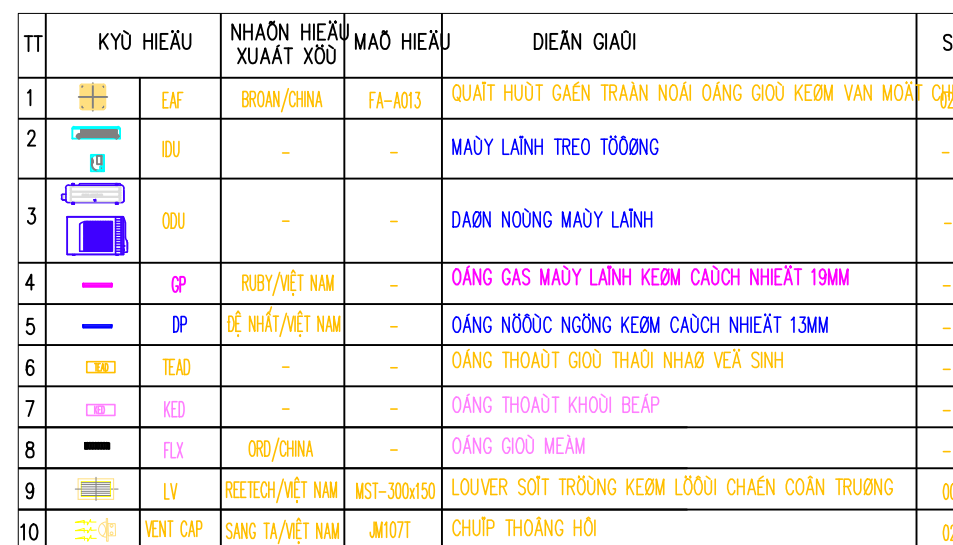 TT KYÙ HIEÄU NHAÕN HIEÄU MAÕ HIEÄU DIEÃN GIAÛI S
XUAÁT XÖÙ
1 EAF BROAN/CHINA FA-A013 QUAÏT HUÙT GAÉN TRAÀN NOÁI OÁNG GIOÙ KEØM VAN MOÄT
2 IDU - - MAÙY LAÏNH TREO TÖÔØNG -
3 ODU - - DAØN NOÙNG MAÙY LAÏNH -
4 GP RUBY/VIỆT NAM - OÁNG GAS MAÙY LAÏNH KEØM CAÙCH NHIEÄT 19MM -
5 DP ĐỆ NHẤT/VIỆT NAM - OÁNG NÖÔÙC NGÖNG KEØM CAÙCH NHIEÄT 13MM -
6 TEAD TEAD - - OÁNG THOAÙT GIOÙ THAÛI NHAØ VEÄ SINH -
7 KED KED - - OÁNG THOAÙT KHOÙI BEÁP -
8 FLX ORD/CHINA - OÁNG GIOÙ MEÀM -
9 LV REETECH/VIỆT NAM MST-300x150 LOUVER SOÏT TRÖÙNG KEØM LÖÔÙI CHAÉN COÂN TRUØNG
10 VENT CAP SANG TA/VIỆT NAM JM107T CHUÏP THOÂNG HÔI